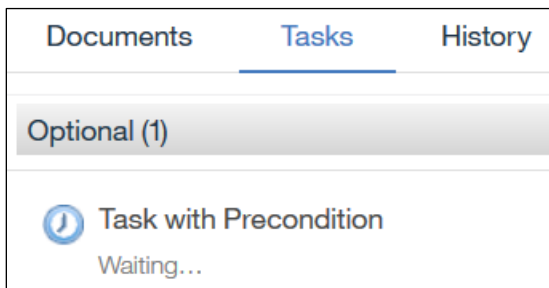 Documents Tasks History
Optional (1)
Task with Precondition
Waiting...